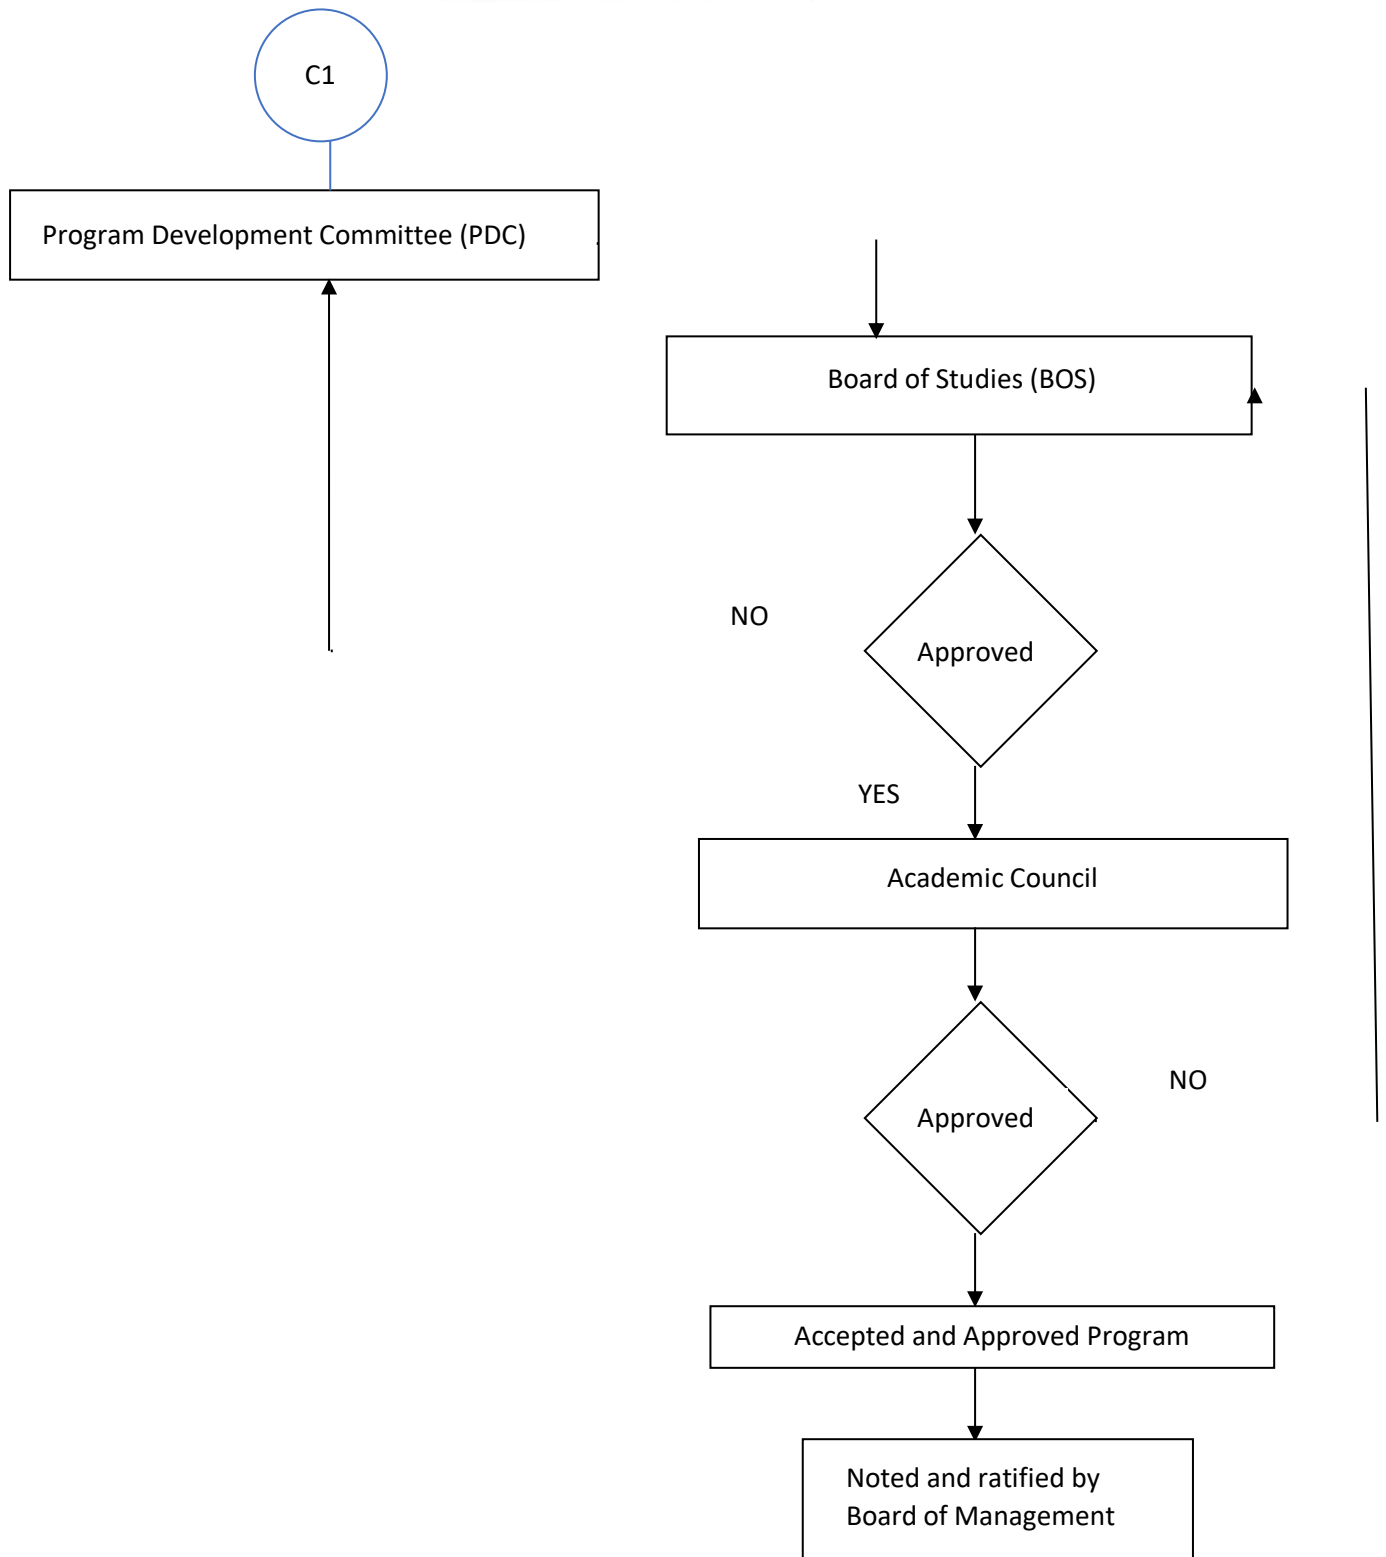 C1
Program Development Committee (PDC)
Board of Studies (BOS)
NO
Approved
YES
Academic Council
NO
Approved
Accepted and Approved Program
Noted and ratified by
Board of Management